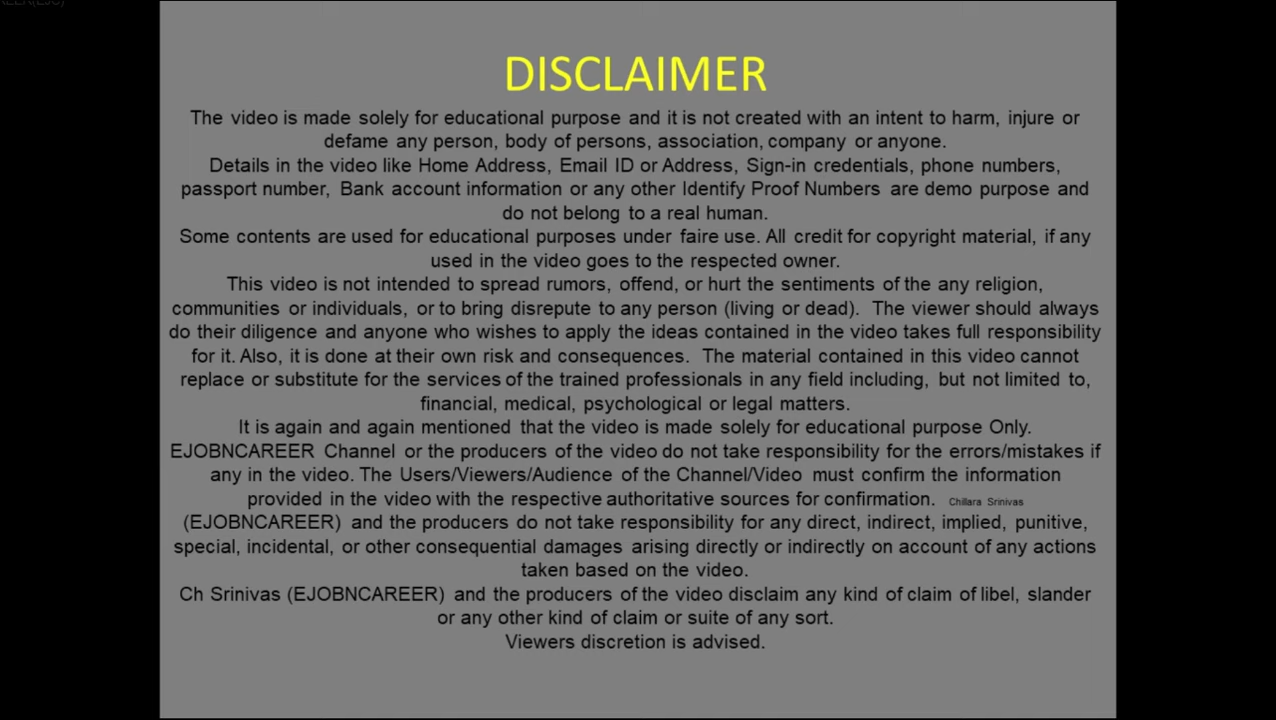 DISCLAIMER
The video is made solely for educational purpose and it is not created with an intent to harm, injure or
defame any person, body of persons, association, company or anyone.
Details in the video like Home Address, Email ID or Address, Sign-in credentials, phone numbers,
passport number, Bank account information or any other Identify Proof Numbers are demo purpose and
do not belong to a real human.
Some contents are used for educational purposes under faire use. All credit for copyright material, if any
used in the video goes to the respected owner.
This video is not intended to spread rumors, offend, or hurt the sentiments of the any religion,
communities or individuals, or to bring disrepute to any person (living or dead). The viewer should always
do their diligence and anyone who wishes to apply the ideas contained in the video takes full responsibility
for it. Also, it is done at their own risk and consequences. The material contained in this video cannot
replace or substitute for the services of the trained professionals in any field including, but not limited to,
financial, medical, psychological or legal matters.
It is again and again mentioned that the video is made solely for educational purpose Only.
EJOBNCAREER Channel or the producers of the video do not take responsibility for the errors/mistakes if
any in the video. The Users/Viewers/Audience of the Channel/Video must confirm the information
provided in the video with the respective authoritative sources for confirmation. Chillara Srinivas
(EJOBNCAREER) and the producers do not take responsibility for any direct, indirect, implied, punitive,
special, incidental, or other consequential damages arising directly or indirectly on account of any actions
taken based on the video.
Ch Srinivas (EJOBNCAREER) and the producers of the video disclaim any kind of claim of libel, slander
or any other kind of claim or suite of any sort.
Viewers discretion is advised.